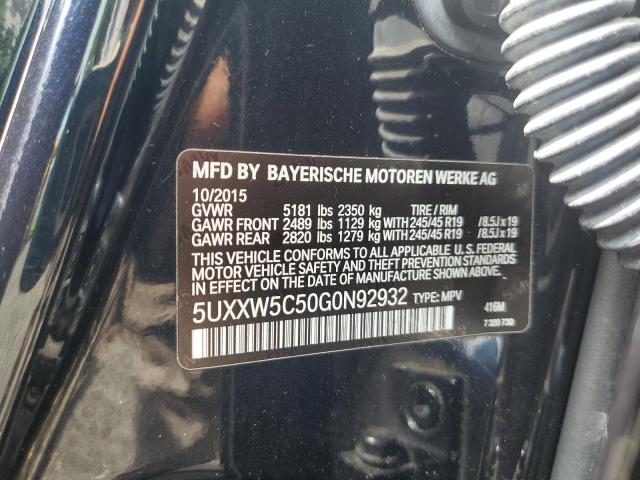 MFD BY BAYERISCHE MOTOREN WERKE AG
10/2015
GVWR 5181 lbs 2350 kg TIRE / RIM
GAWR FRONT 2489 lbs 1129 kg WITH 245/45 R19 /8.5J x 19
GAWR REAR 2820 lbs 1279 kg WITH 245/45 R19 /8.5J x 19
THIS VEHICLE CONFORMS TO ALL APPLICABLE U.S. FEDERAL
MOTOR VEHICLE SAFETY AND THEFT PREVENTION STANDARDS
IN EFFECT ON THE DATE OF MANUFACTURE SHOWN ABOVE.
5UXXW5C50G0N92932 TYPE: MPV 416M
7 320 730